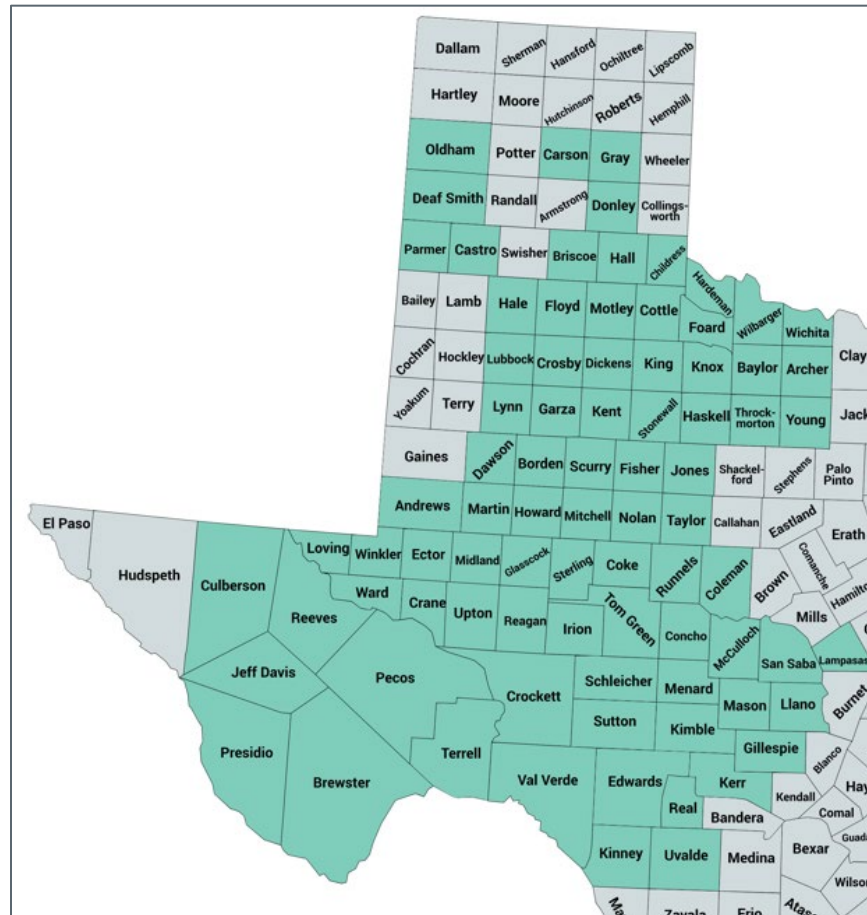 Dallam
Sherman
Hansford
Ochiltree
Lipscomb
Hartley
Moore
Hutchinson
Roberts
Hemphill
Oldham
Potter
Carson
Gray
Wheeler
Deaf Smith
Randall
Armstrong
Donley
Collings-
worth
Parmer
Castro
Swisher
Briscoe
Hall
Childress
Hardeman
Bailey
Lamb
Hale
Floyd
Motley
Cottle
Foard
Wilbarger
Wichita
Clay
Cochran
Hockley
Lubbock
Crosby
Dickens
King
Knox
Baylor
Archer
Yoakum
Terry
Lynn
Garza
Kent
Stonewall
Haskell
Throck-
morton
Young
Jack
Gaines
Dawson
Borden
Scurry
Fisher
Jones
Shackel-
ford
Stephens
Palo
Pinto
Andrews
Martin
Howard
Mitchell
Nolan
Taylor
Callahan
Eastland
Erath
El Paso
Hudspeth
Culberson
Loving
Winkler
Ector
Midland
Glasscock
Sterling
Coke
Runnels
Coleman
Brown
Comanche
Hamilto
Reeves
Ward
Crane
Upton
Reagan
Irion
Tom Green
Concho
McCulloch
Mills
San Saba
Lampasas
Jeff Davis
Pecos
Crockett
Schleicher
Menard
Mason
Llano
Burnet
Presidio
Brewster
Terrell
Sutton
Kimble
Gillespie
Blanco
Val Verde
Edwards
Kerr
Kendall
Hay
Real
Bandera
Comal
Guada
Kinney
Uvalde
Medina
Bexar
Wilson
Ma
Zavala
Frio
Atas